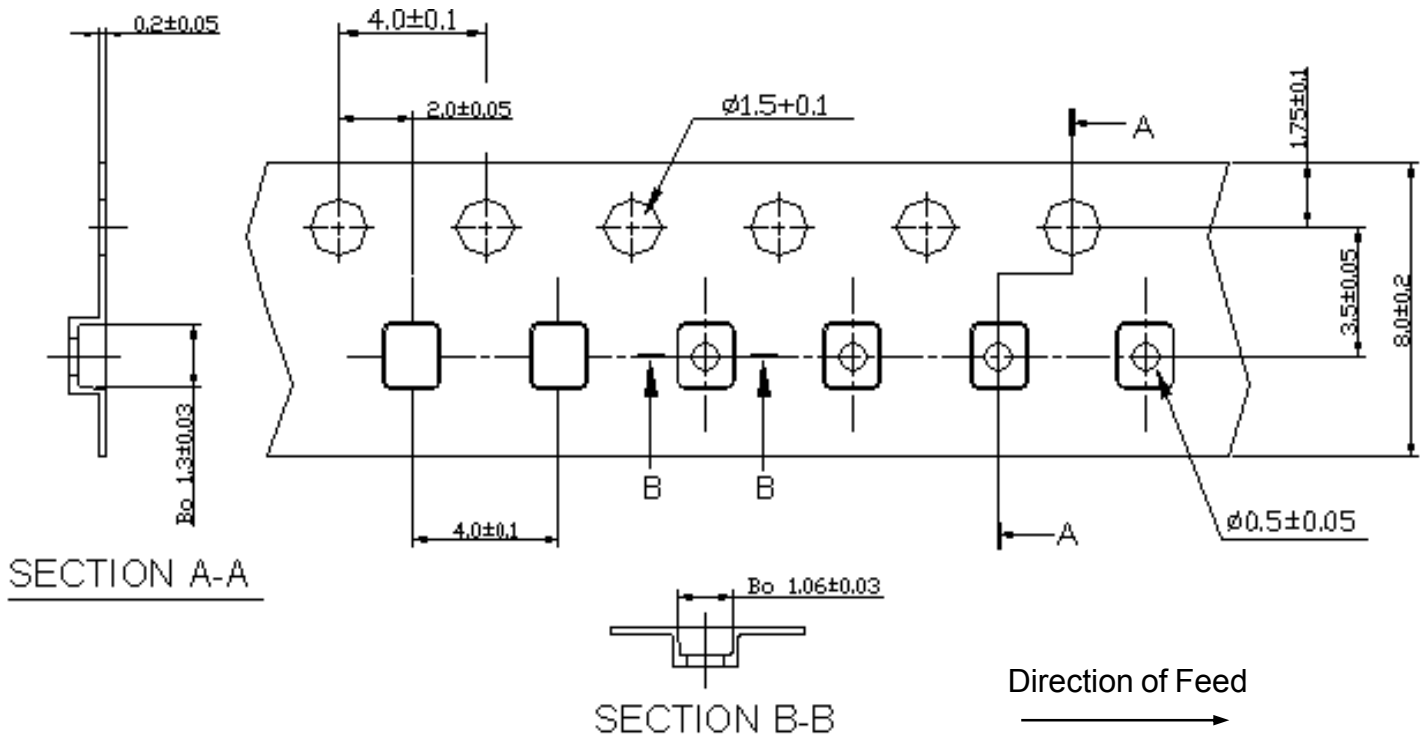 0.2±0.05
4.0±0.1
2.0±0.05
Ø1.5+0.1
A
1.75±0.1
3.5±0.05
8.0±0.2
Bo 1.3±0.03
B
B
4.0±0.1
A
Ø0.5±0.05
SECTION A-A
Bo 1.06±0.03
SECTION B-B
Direction of Feed